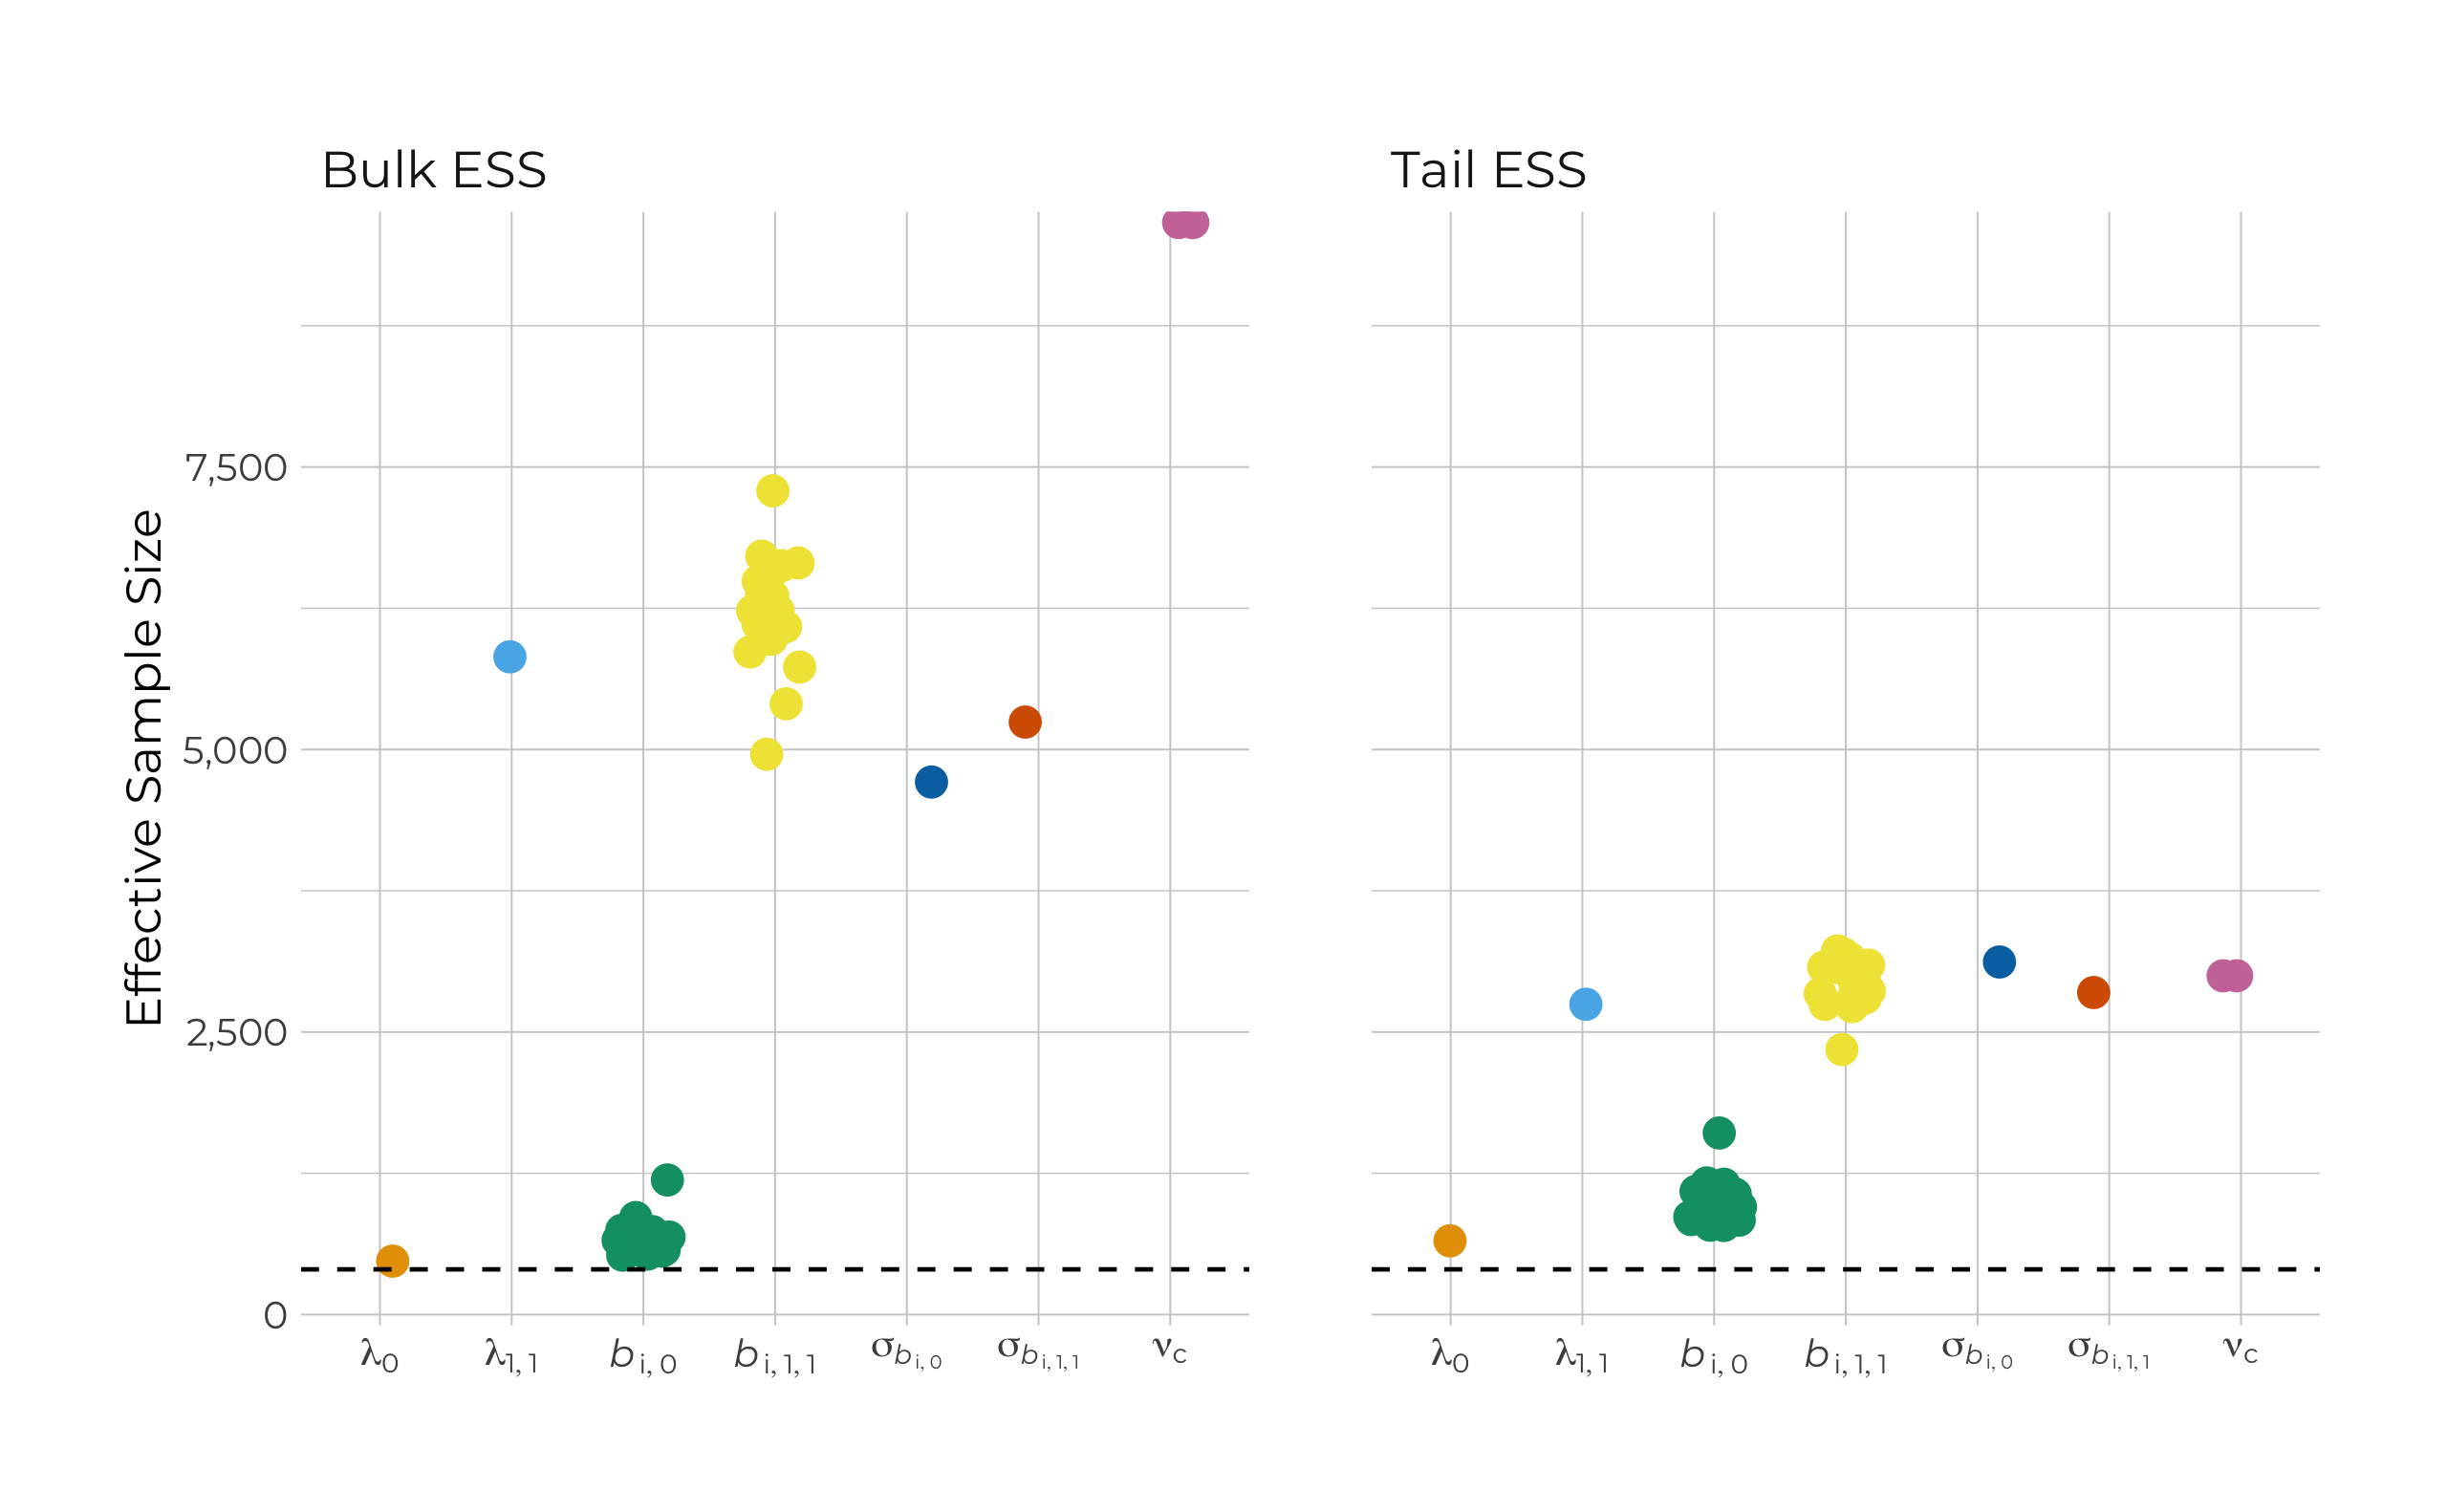 Bulk ESS
Tail ESS
Effective Sample Size
7,500
5,000
2,500
0
λ0 λ1,1 bi, 0 bi,1,1 σbi, 0 σbi,1,1 νc
λ0 λ1,1 bi, 0 bi,1,1 σbi, 0 σbi,1,1 νc